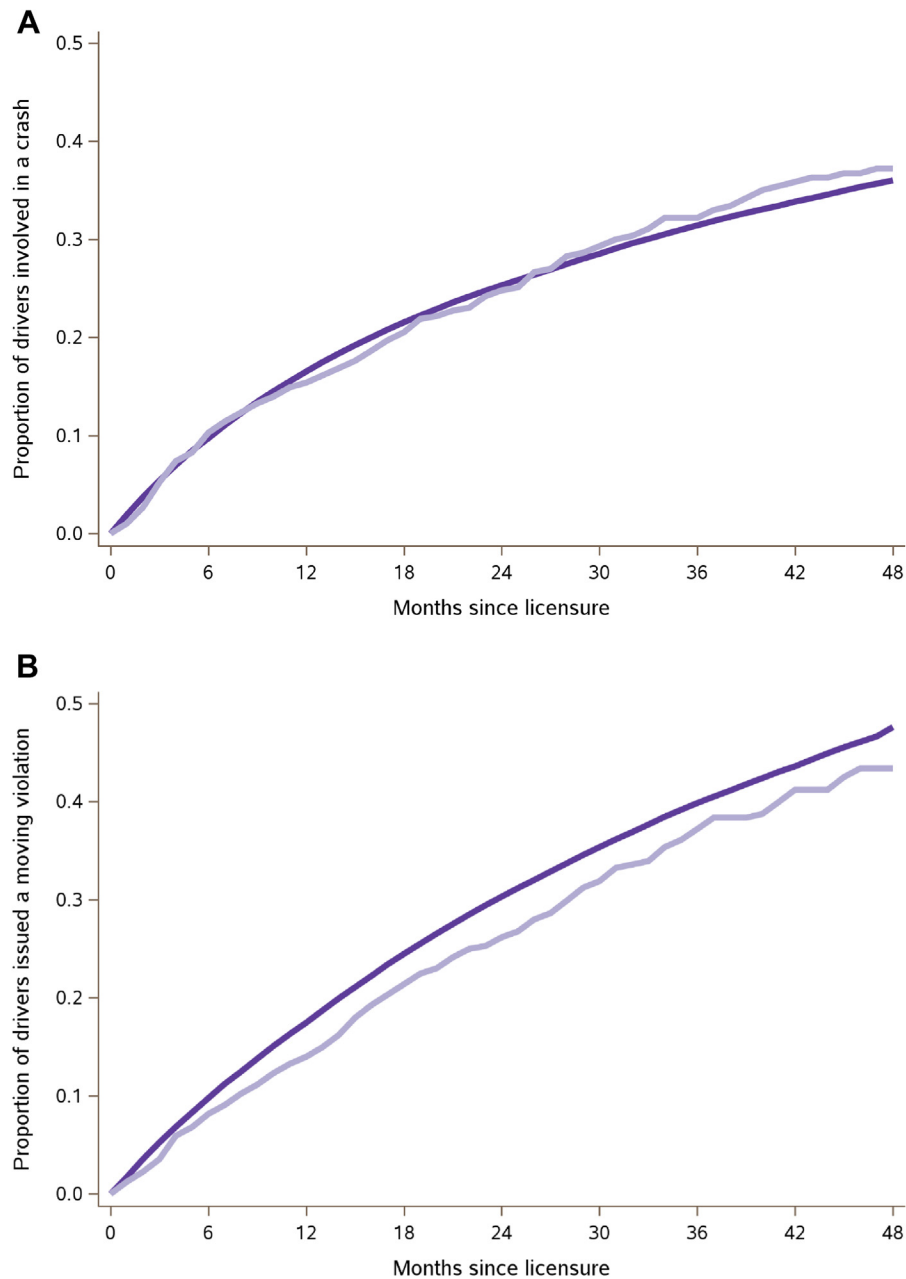 A
Proportion of drivers involved in a crash
0.5
0.4
0.3
0.2
0.1
0.0
0 6 12 18 24 30 36 42 48
Months since licensure
B
Proportion of drivers issued a moving violation
0.5
0.4
0.3
0.2
0.1
0.0
0 6 12 18 24 30 36 42 48
Months since licensure